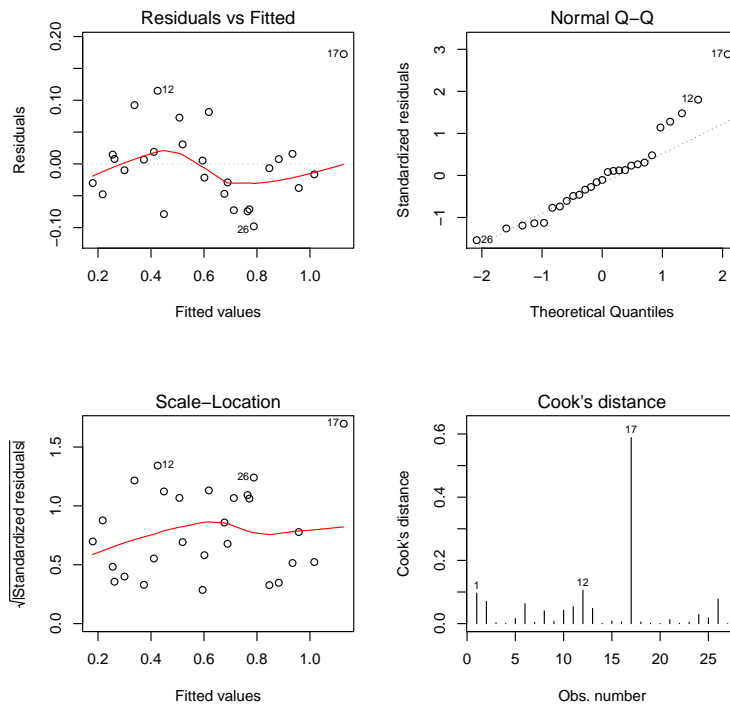 Residuals vs Fitted
Residuals
−0.10 0.00 0.10 0.20
17
12
26
0.2 0.4 0.6 0.8 1.0
Fitted values
Normal Q−Q
Standardized residuals
−1 0 1 2 3
17
12
26
−2 −1 0 1 2
Theoretical Quantiles
Scale−Location
√|Standardized residuals|
0.0 0.5 1.0 1.5
17
12
26
0.2 0.4 0.6 0.8 1.0
Fitted values
Cook's distance
Cook's distance
0.0 0.2 0.4 0.6
17
1
12
0 5 10 15 20 25
Obs. number